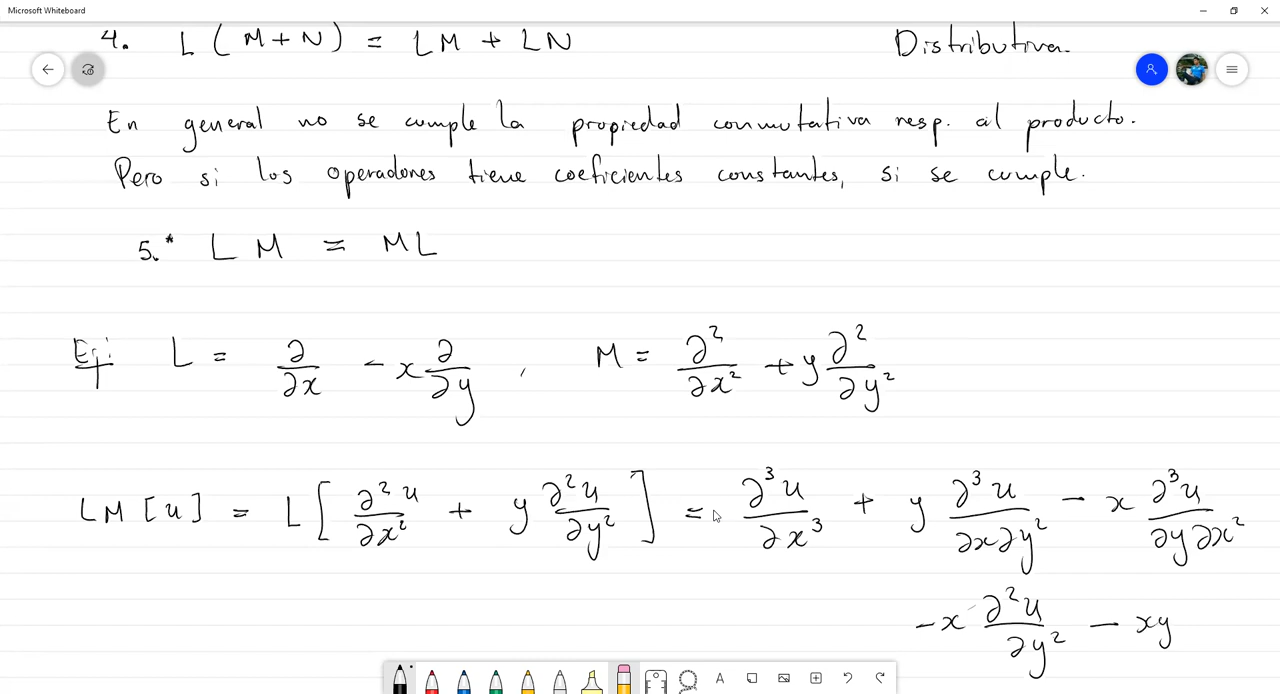 Microsoft Whiteboard
4. L ( M + N ) = LM + LN Distributiva.
En general no se cumple la propiedad conmutativa resp. al producto.
Pero si los operadores tiene coeficientes constantes, si se cumple.
5.* L M = ML
Ej: L = ∂/∂x - x ∂/∂y , M = ∂²/∂x² + y ∂²/∂y²
LM [u] = L[ ∂²u/∂x² + y ∂²u/∂y² ] = ∂³u/∂x³ + y ∂³u/∂x∂y² - x ∂³u/∂y∂x²
- x ∂²u/∂y² - xy